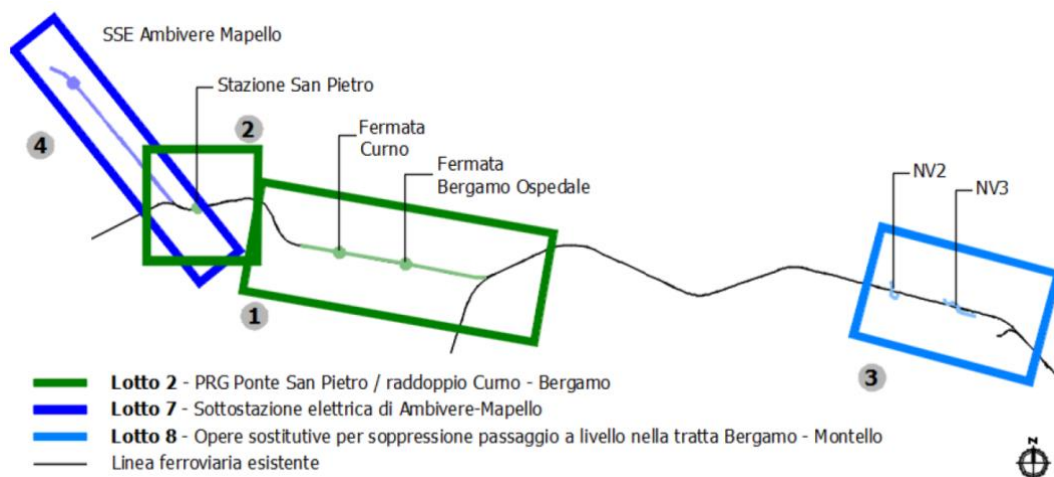 SSE Ambivere Mapello
Stazione San Pietro
4
2
Fermata
Curno
Fermata
Bergamo Ospedale
NV2
NV3
1
3
Lotto 2 - PRG Ponte San Pietro / raddoppio Curno - Bergamo
Lotto 7 - Sottostazione elettrica di Ambivere-Mapello
Lotto 8 - Opere sostitutive per soppressione passaggio a livello nella tratta Bergamo - Montello
Linea ferroviaria esistente
N